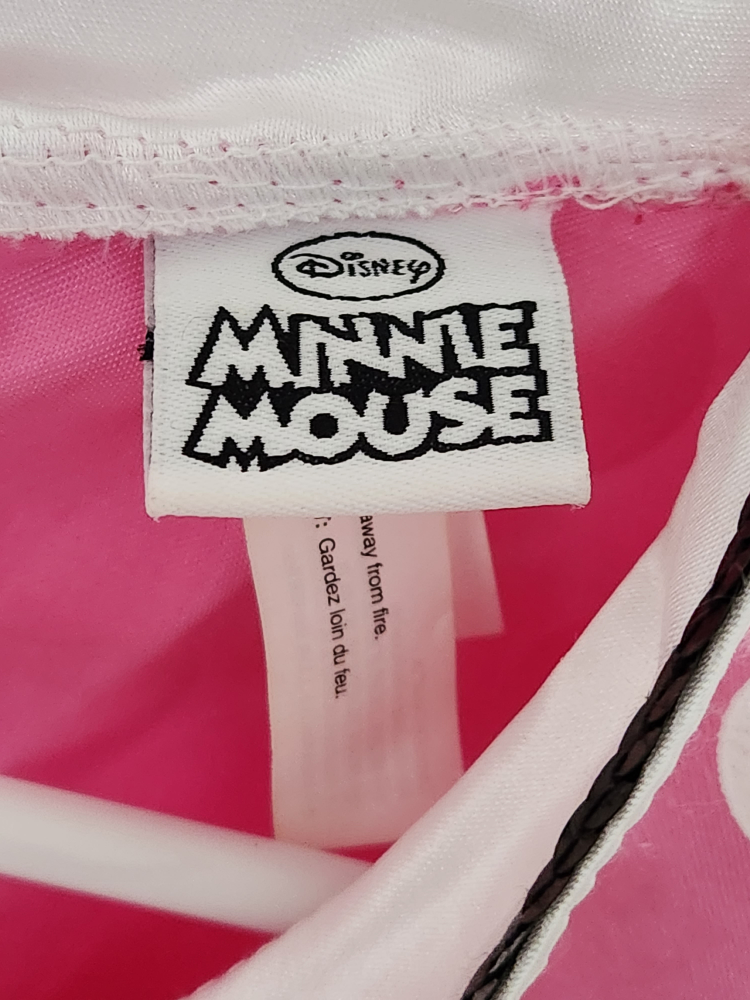 Disney
MINNIE
MOUSE
away from fire.
: Gardez loin du feu.